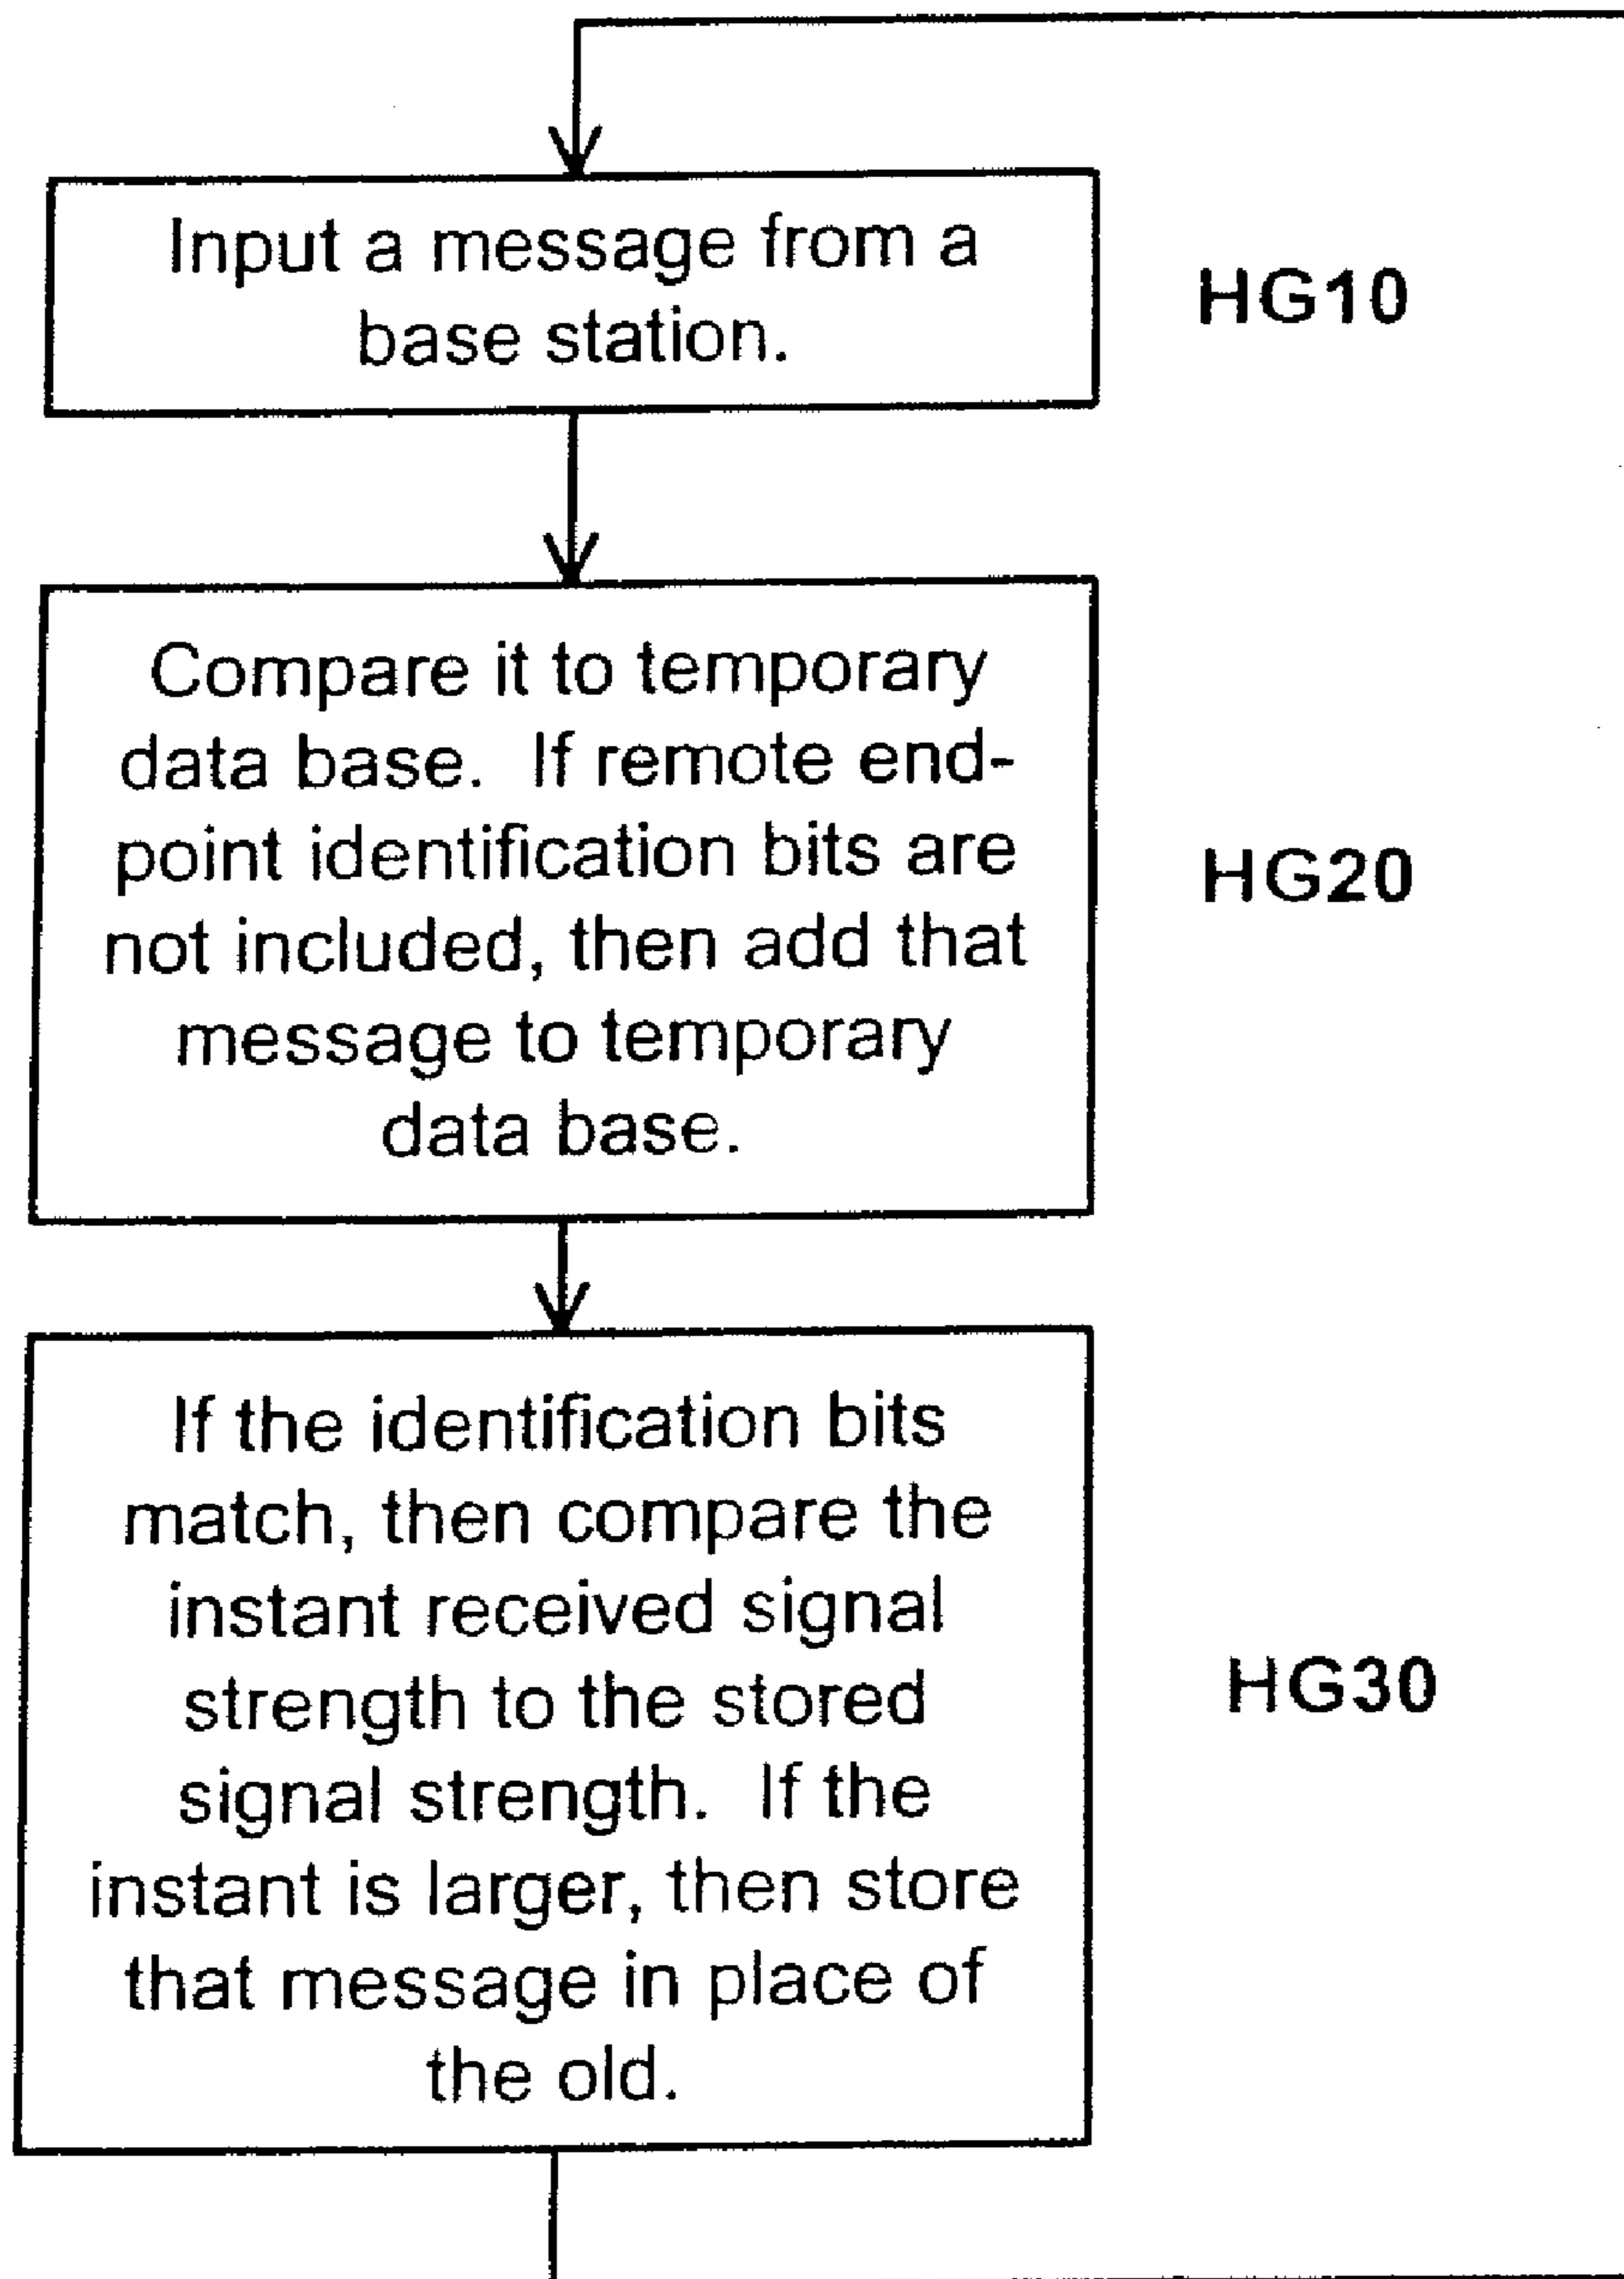 Input a message from a
base station.
HG10
Compare it to temporary
data base. If remote end-
point identification bits are
not included, then add that
message to temporary
data base.
HG20
If the identification bits
match, then compare the
instant received signal
strength to the stored
signal strength. If the
instant is larger, then store
that message in place of
the old.
HG30